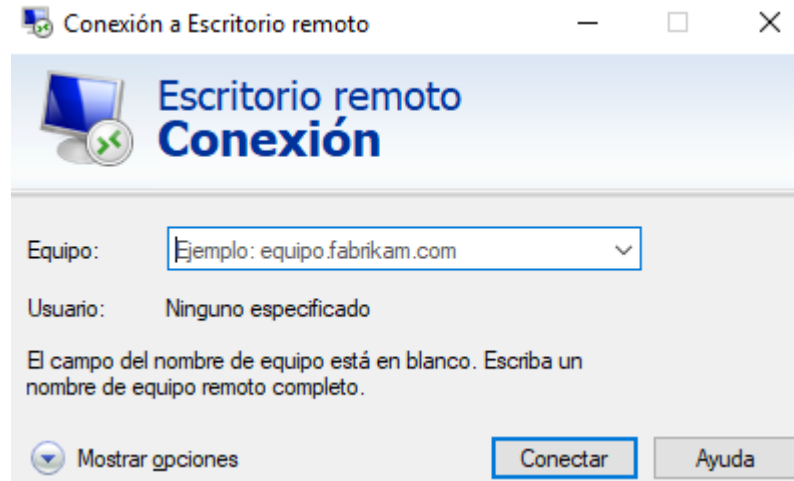 Conexión a Escritorio remoto
Escritorio remoto
Conexión
Equipo: Ejemplo: equipo.fabrikam.com
Usuario: Ninguno especificado
El campo del nombre de equipo está en blanco. Escriba un
nombre de equipo remoto completo.
Mostrar opciones Conectar Ayuda